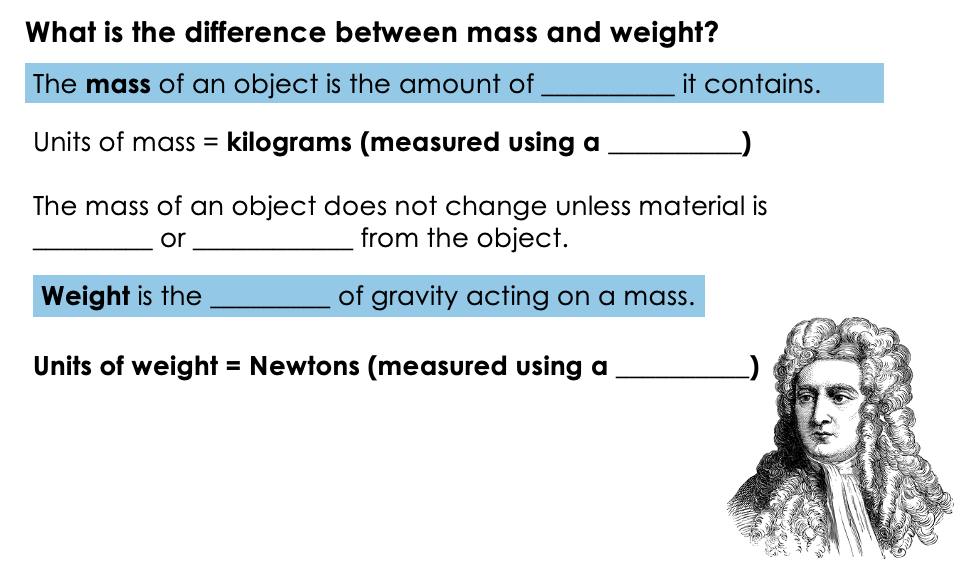 What is the difference between mass and weight?
The mass of an object is the amount of __________ it contains.
Units of mass = kilograms (measured using a __________)
The mass of an object does not change unless material is
_________ or ____________ from the object.
Weight is the _________ of gravity acting on a mass.
Units of weight = Newtons (measured using a __________)